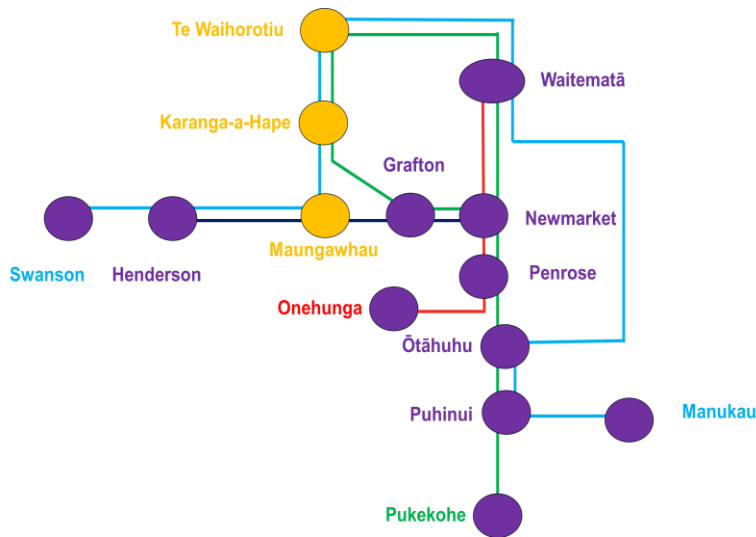 Te Waihorotiu
Waitematā
Karanga-a-Hape
Grafton
Newmarket
Maungawhau
Swanson
Henderson
Penrose
Onehunga
Ōtāhuhu
Puhinui
Manukau
Pukekohe